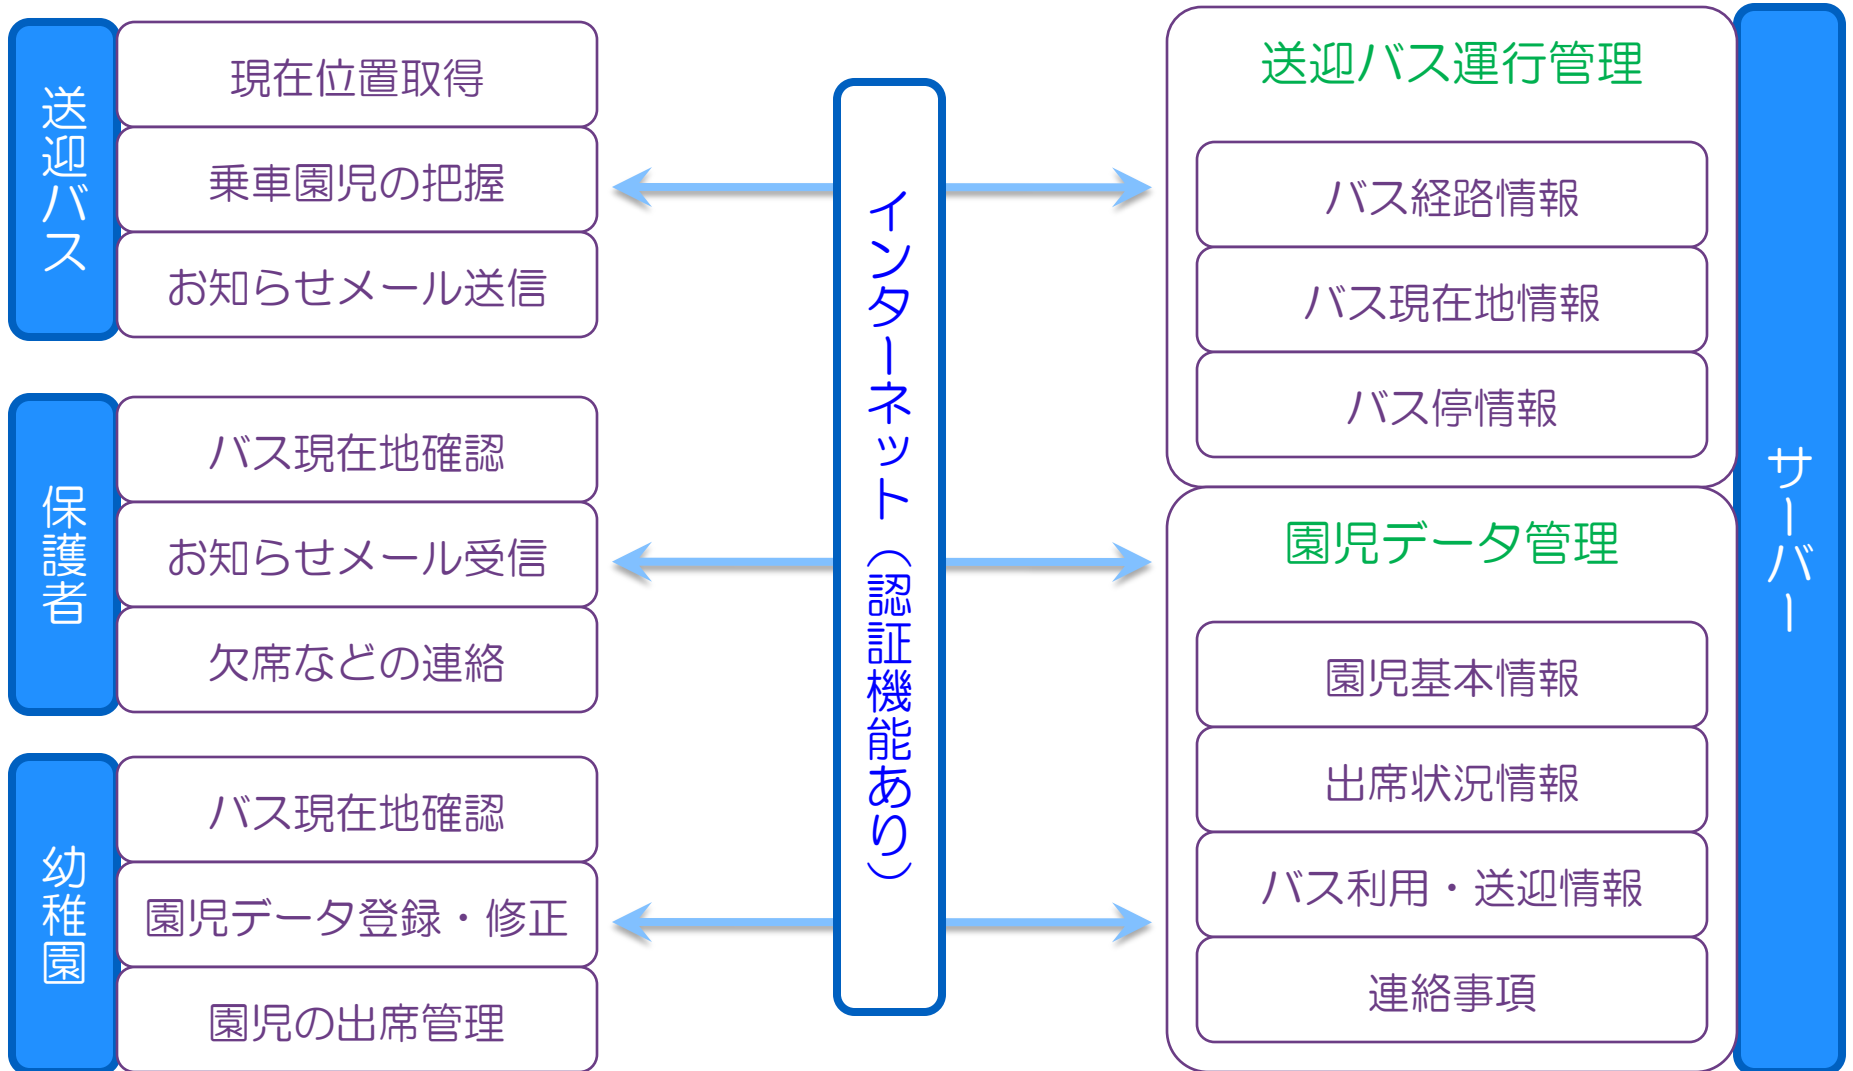 送迎バス
現在位置取得
乗車園児の把握
お知らせメール送信
保護者
バス現在地確認
お知らせメール受信
欠席などの連絡
幼稚園
バス現在地確認
園児データ登録・修正
園児の出席管理
インターネット（認証機能あり）
送迎バス運行管理
バス経路情報
バス現在地情報
バス停情報
園児データ管理
園児基本情報
出席状況情報
バス利用・送迎情報
連絡事項
サーバー